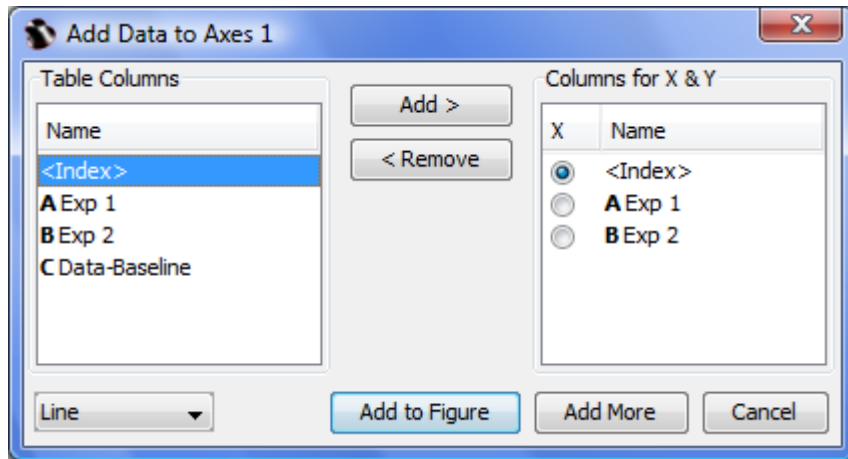 Add Data to Axes 1
Table Columns
Name
<Index>
A Exp 1
B Exp 2
C Data-Baseline
Add >
< Remove
Columns for X & Y
X Name
<Index>
A Exp 1
B Exp 2
Line
Add to Figure
Add More
Cancel